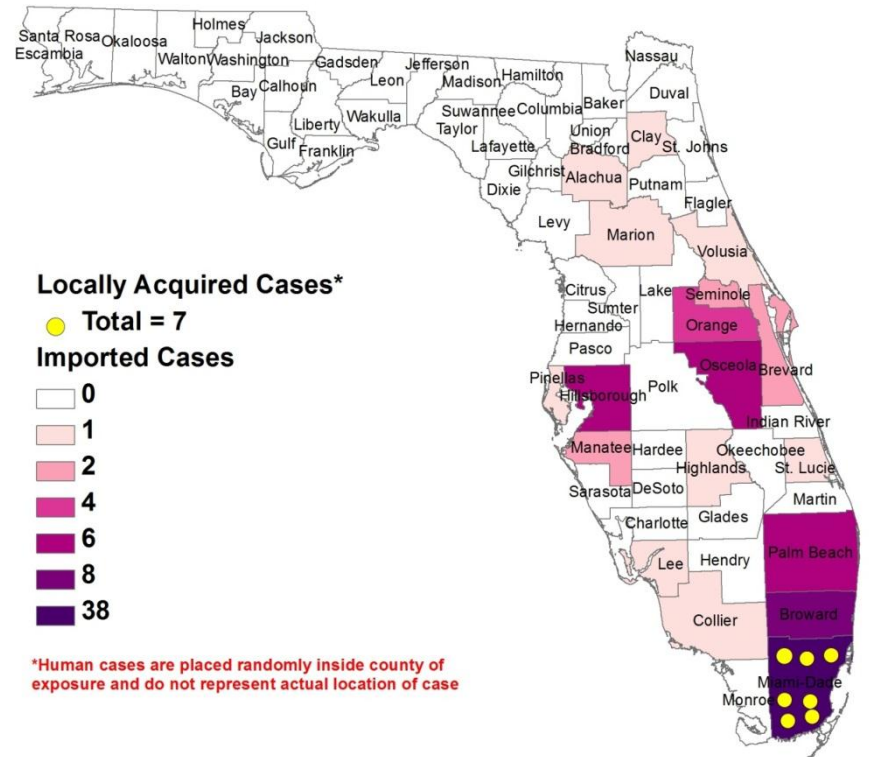 Holmes
Jackson
Santa Rosa
Okaloosa
Escambia
Walton
Washington
Gadsden
Jefferson
Hamilton
Nassau
Leon
Madison
Bay
Calhoun
Baker
Duval
Suwannee
Columbia
Liberty
Wakulla
Taylor
Union
Clay
Bradford
St. Johns
Lafayette
Gulf
Franklin
Gilchrist
Alachua
Dixie
Putnam
Flagler
Levy
Marion
Volusia
Locally Acquired Cases*
Total = 7
Imported Cases
0
1
2
4
6
8
38
Citrus
Lake
Seminole
Sumter
Hernando
Orange
Pasco
Osceola
Brevard
Pinellas
Hillsborough
Polk
Indian River
Manatee
Hardee
Okeechobee
Highlands
St. Lucie
Sarasota
DeSoto
Martin
Charlotte
Glades
Palm Beach
Lee
Hendry
Collier
Broward
Miami-Dade
Monroe
*Human cases are placed randomly inside county of
exposure and do not represent actual location of case